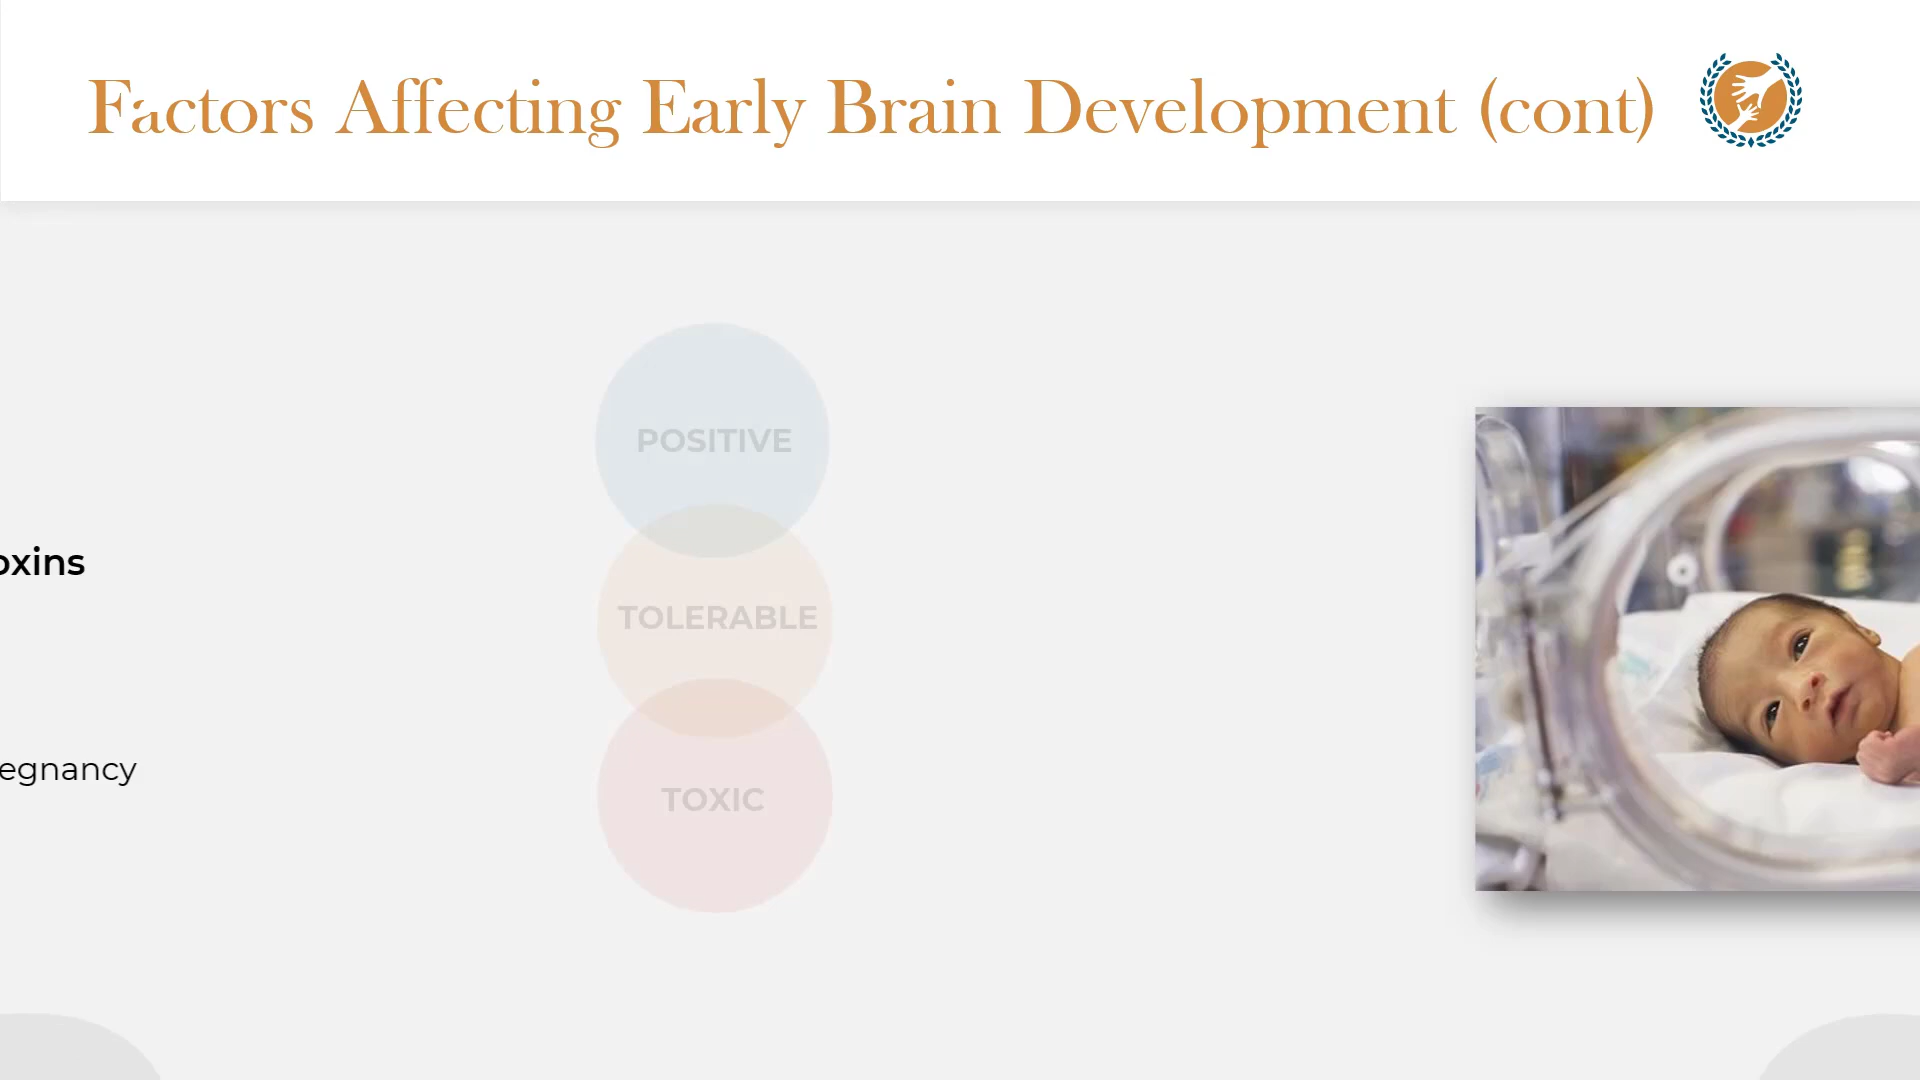 Factors Affecting Early Brain Development (cont)
POSITIVE
oxins
TOLERABLE
egnancy
TOXIC